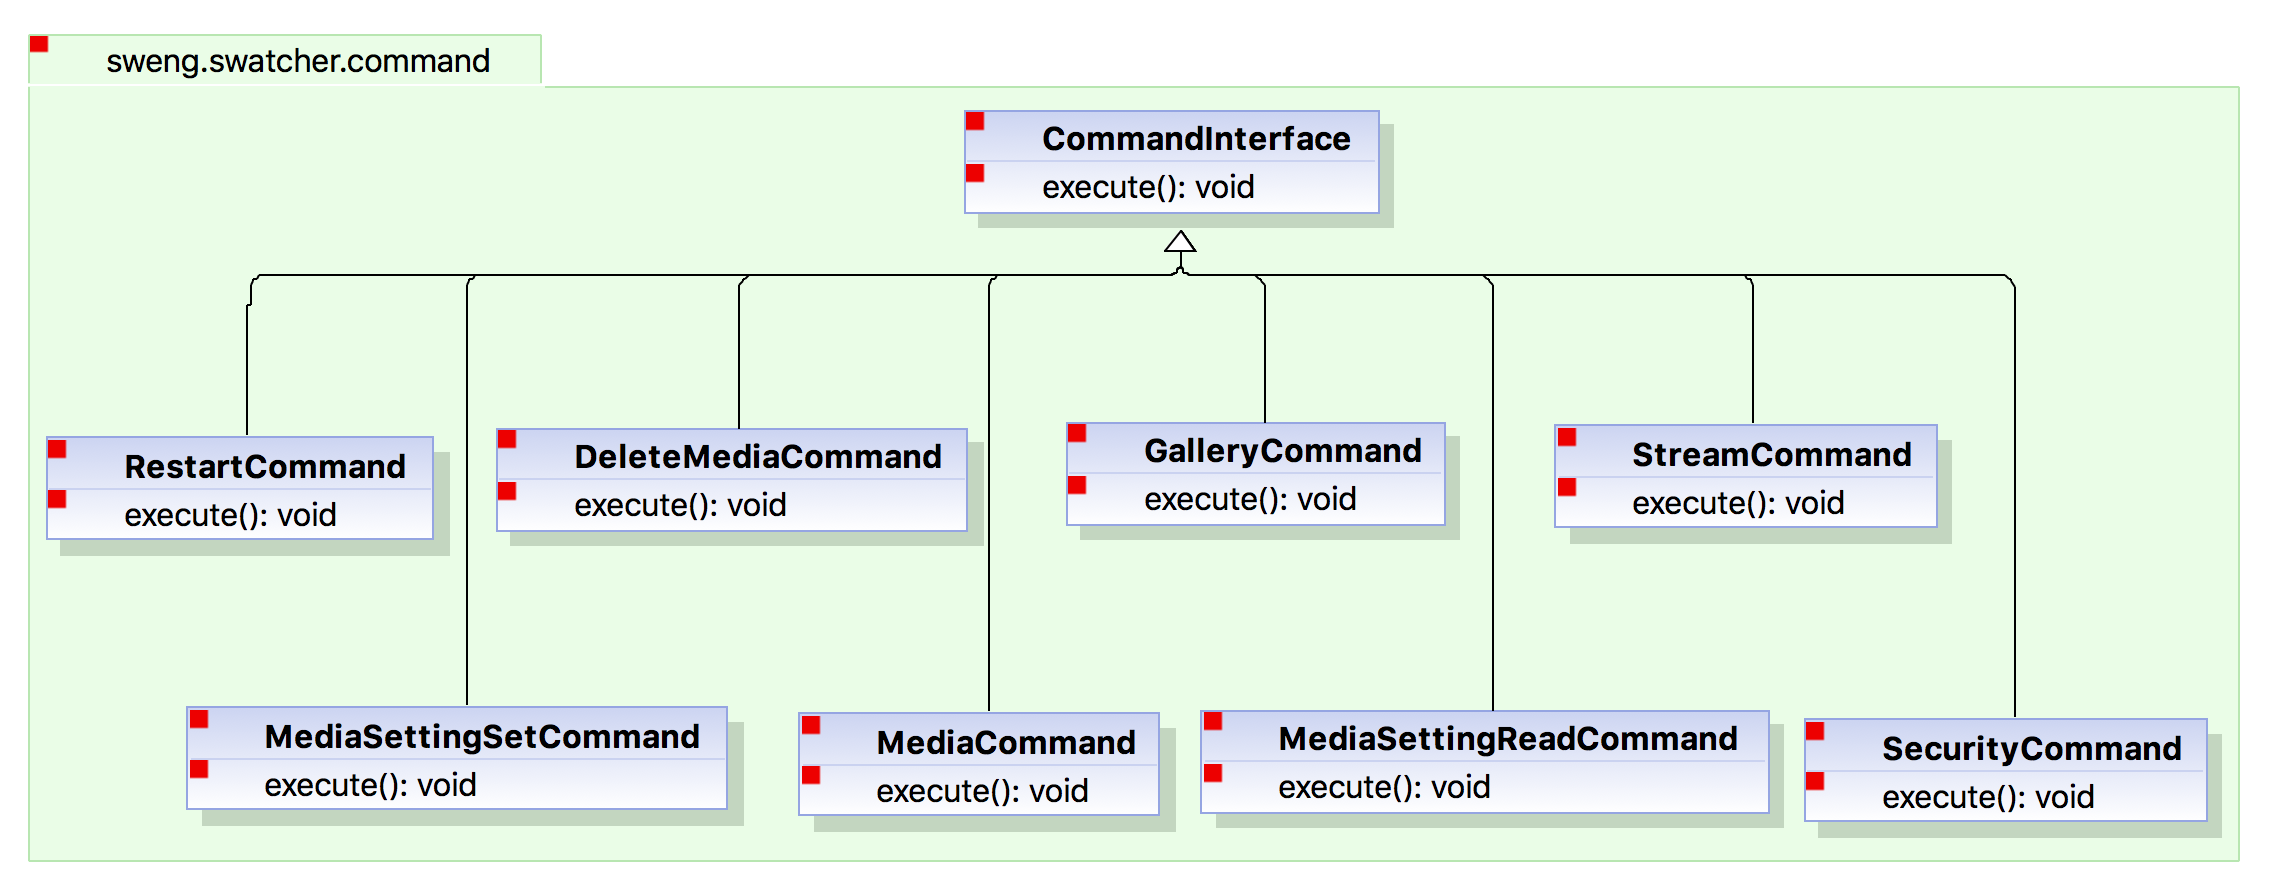 sweng.swatcher.command
CommandInterface
execute(): void
RestartCommand
execute(): void
DeleteMediaCommand
execute(): void
GalleryCommand
execute(): void
StreamCommand
execute(): void
MediaSettingSetCommand
execute(): void
MediaCommand
execute(): void
MediaSettingReadCommand
execute(): void
SecurityCommand
execute(): void